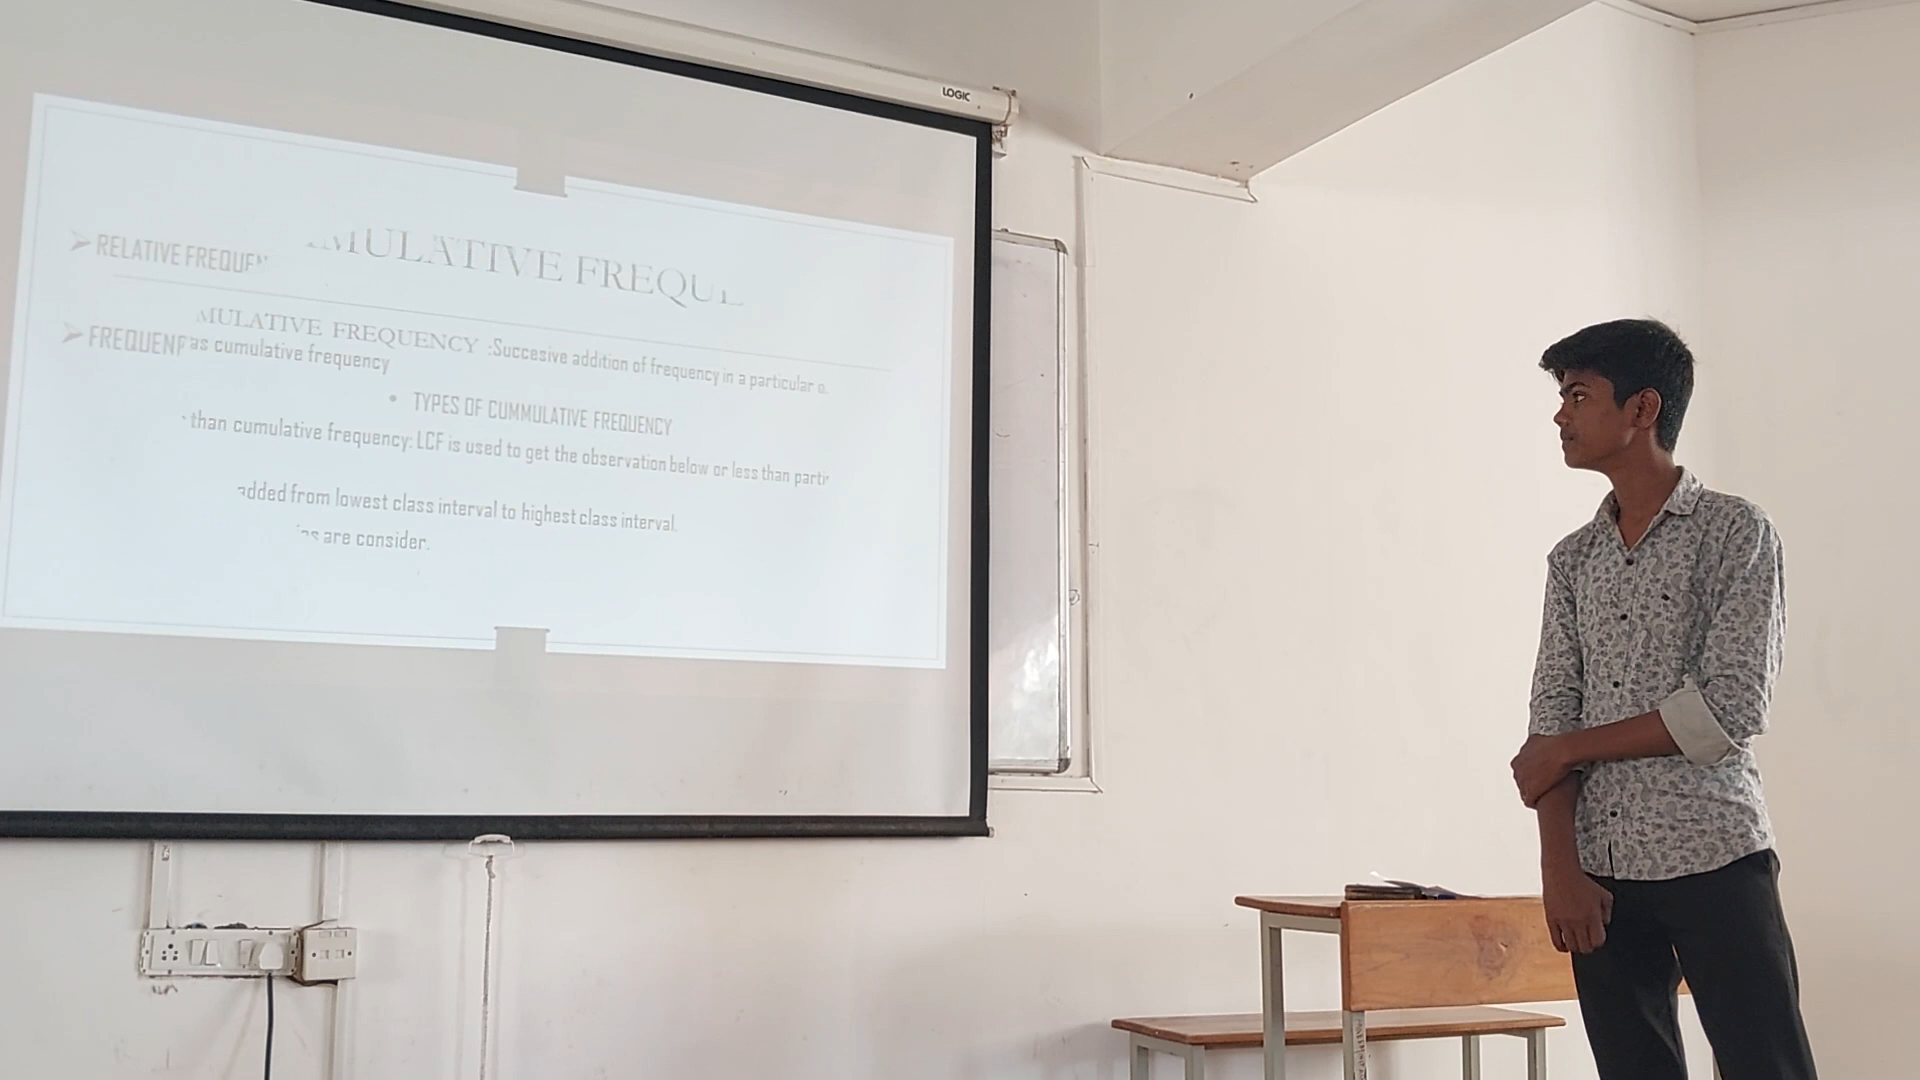 LOGIC
MULATIVE FREQU
RELATIVE FREQUEN
MULATIVE FREQUENCY :Succesive addition of frequency in a particular
FREQUEN as cumulative frequency
• TYPES OF CUMMULATIVE FREQUENCY
than cumulative frequency: LCF is used to get the observation below or less than parti
added from lowest class interval to highest class interval.
are consider.